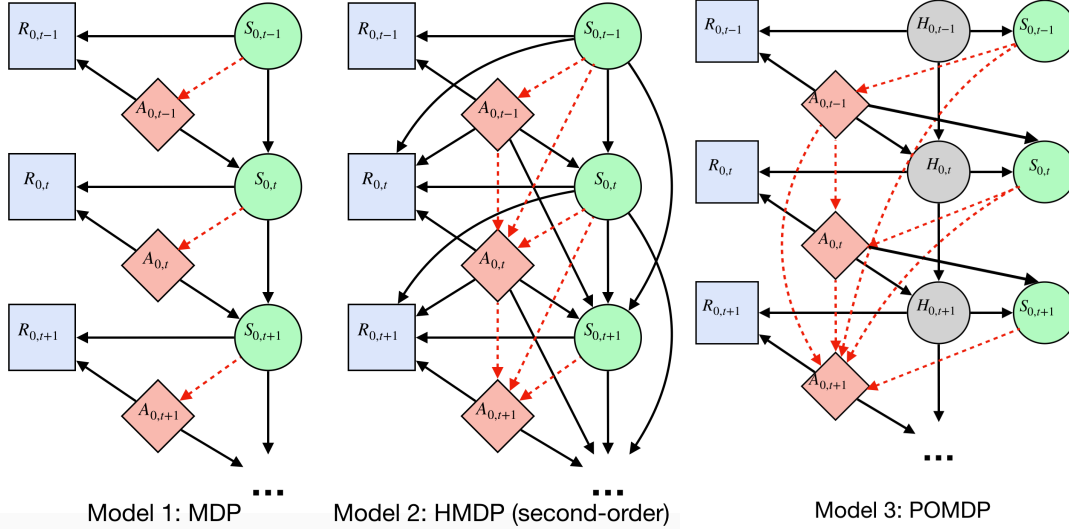 R0,t−1 S0,t−1 R0,t−1 S0,t−1 R0,t−1 H0,t−1 S0,t−1
A0,t−1 A0,t−1 A0,t−1
R0,t S0,t R0,t S0,t R0,t H0,t S0,t
A0,t A0,t A0,t
R0,t+1 S0,t+1 R0,t+1 S0,t+1 R0,t+1 H0,t+1 S0,t+1
A0,t+1 A0,t+1 A0,t+1
... ... ...
Model 1: MDP Model 2: HMDP (second-order) Model 3: POMDP